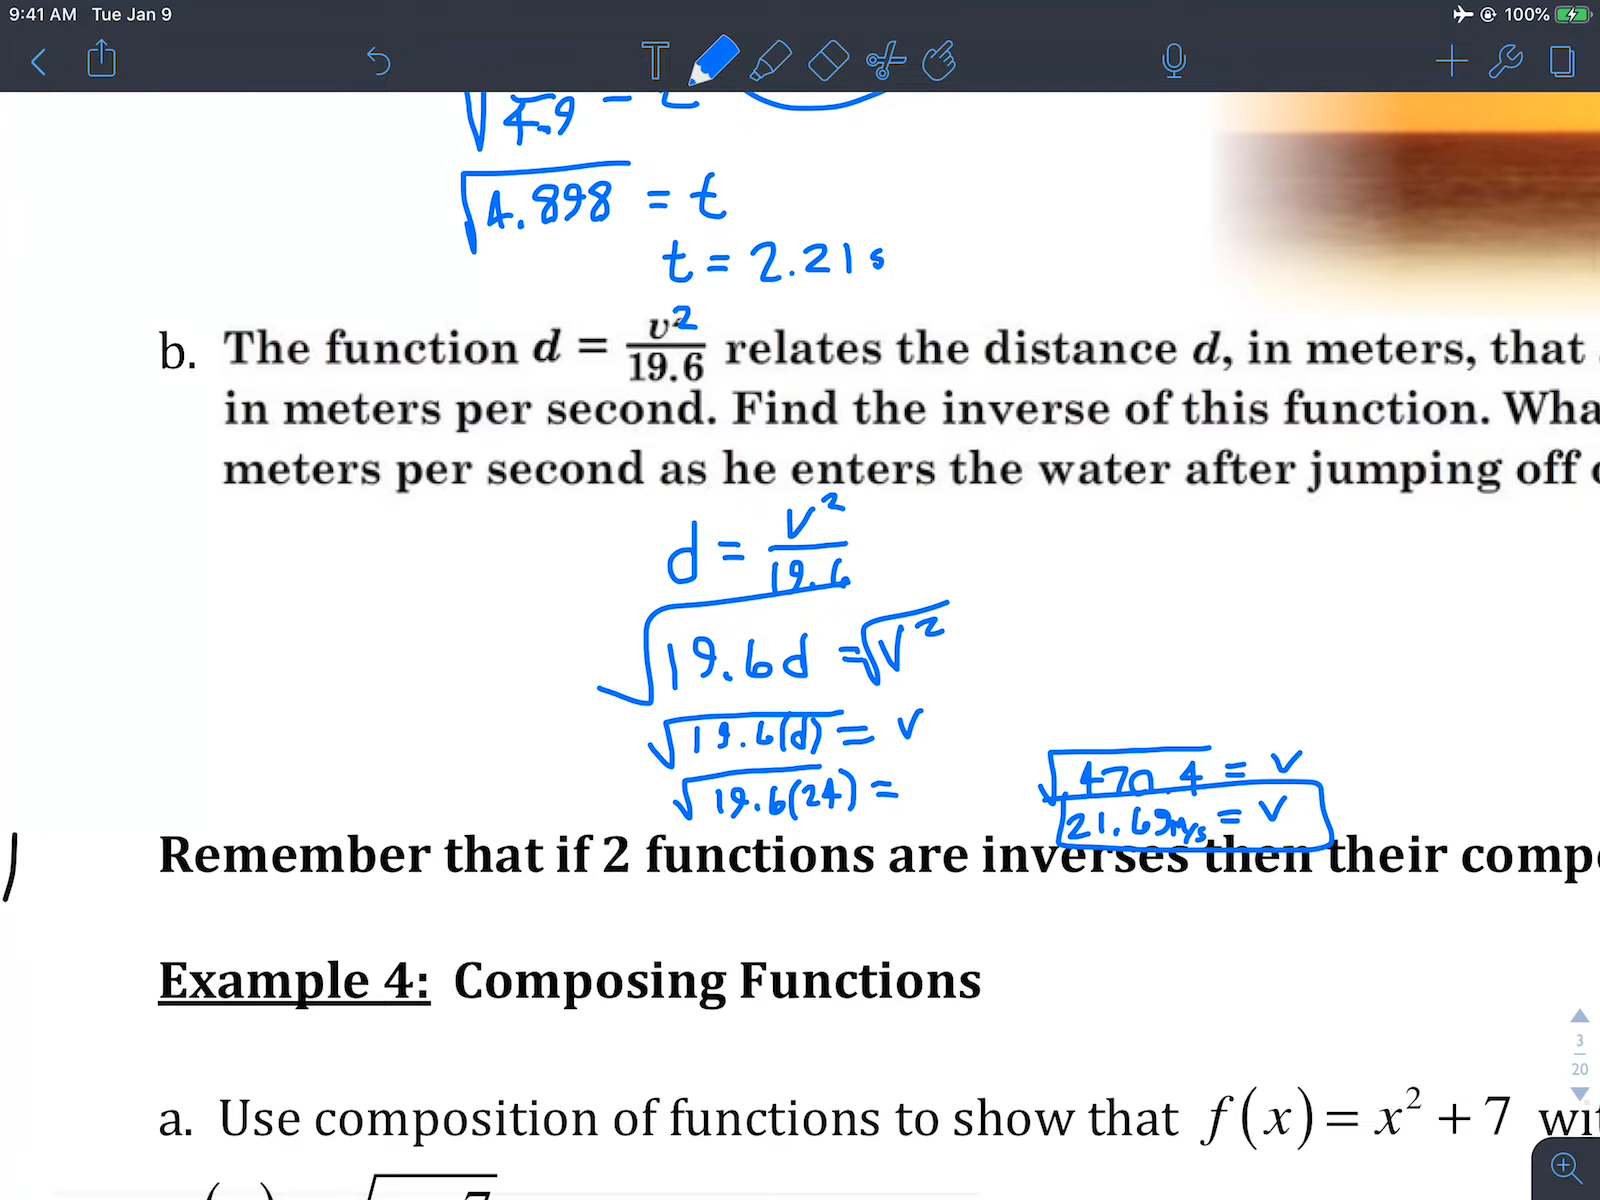 9:41 AM Tue Jan 9 100%
√4.9 =
√4.898 = t
t = 2.21 s
b. The function d = v²/19.6 relates the distance d, in meters, that
in meters per second. Find the inverse of this function. Wha
meters per second as he enters the water after jumping off
d = v²/19.6
√19.6d = √v²
√19.6(d) = v
√19.6(24) =
√470.4 = v
21.69 m/s = v
Remember that if 2 functions are inverses then their comp
Example 4: Composing Functions
3
20
a. Use composition of functions to show that f(x) = x² + 7 wit